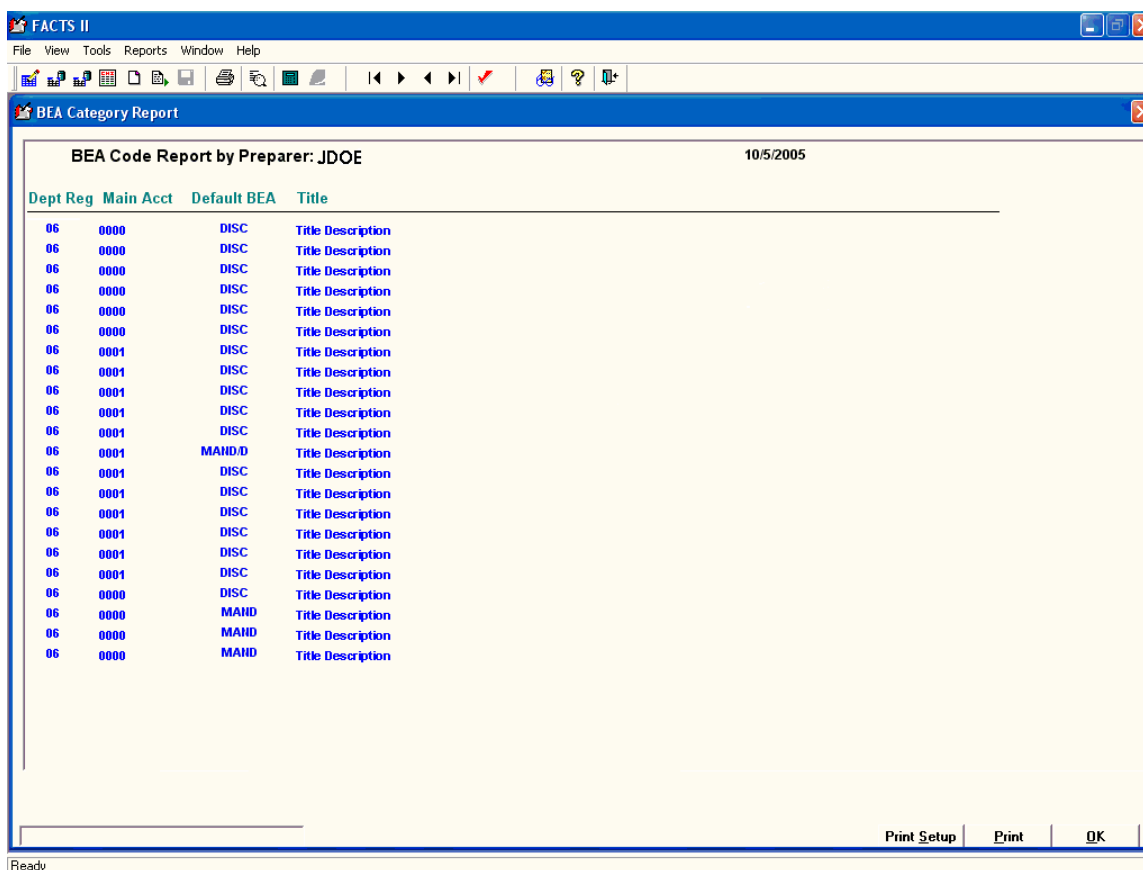 FACTS II
File View Tools Reports Window Help
BEA Category Report
BEA Code Report by Preparer: JDOE 10/5/2005
Dept Reg Main Acct Default BEA Title
06 0000 DISC Title Description
06 0000 DISC Title Description
06 0000 DISC Title Description
06 0000 DISC Title Description
06 0000 DISC Title Description
06 0000 DISC Title Description
06 0001 DISC Title Description
06 0001 DISC Title Description
06 0001 DISC Title Description
06 0001 DISC Title Description
06 0001 DISC Title Description
06 0001 MAND/D Title Description
06 0001 DISC Title Description
06 0001 DISC Title Description
06 0001 DISC Title Description
06 0001 DISC Title Description
06 0001 DISC Title Description
06 0001 DISC Title Description
06 0000 DISC Title Description
06 0000 MAND Title Description
06 0000 MAND Title Description
06 0000 MAND Title Description
Print Setup Print OK
Ready